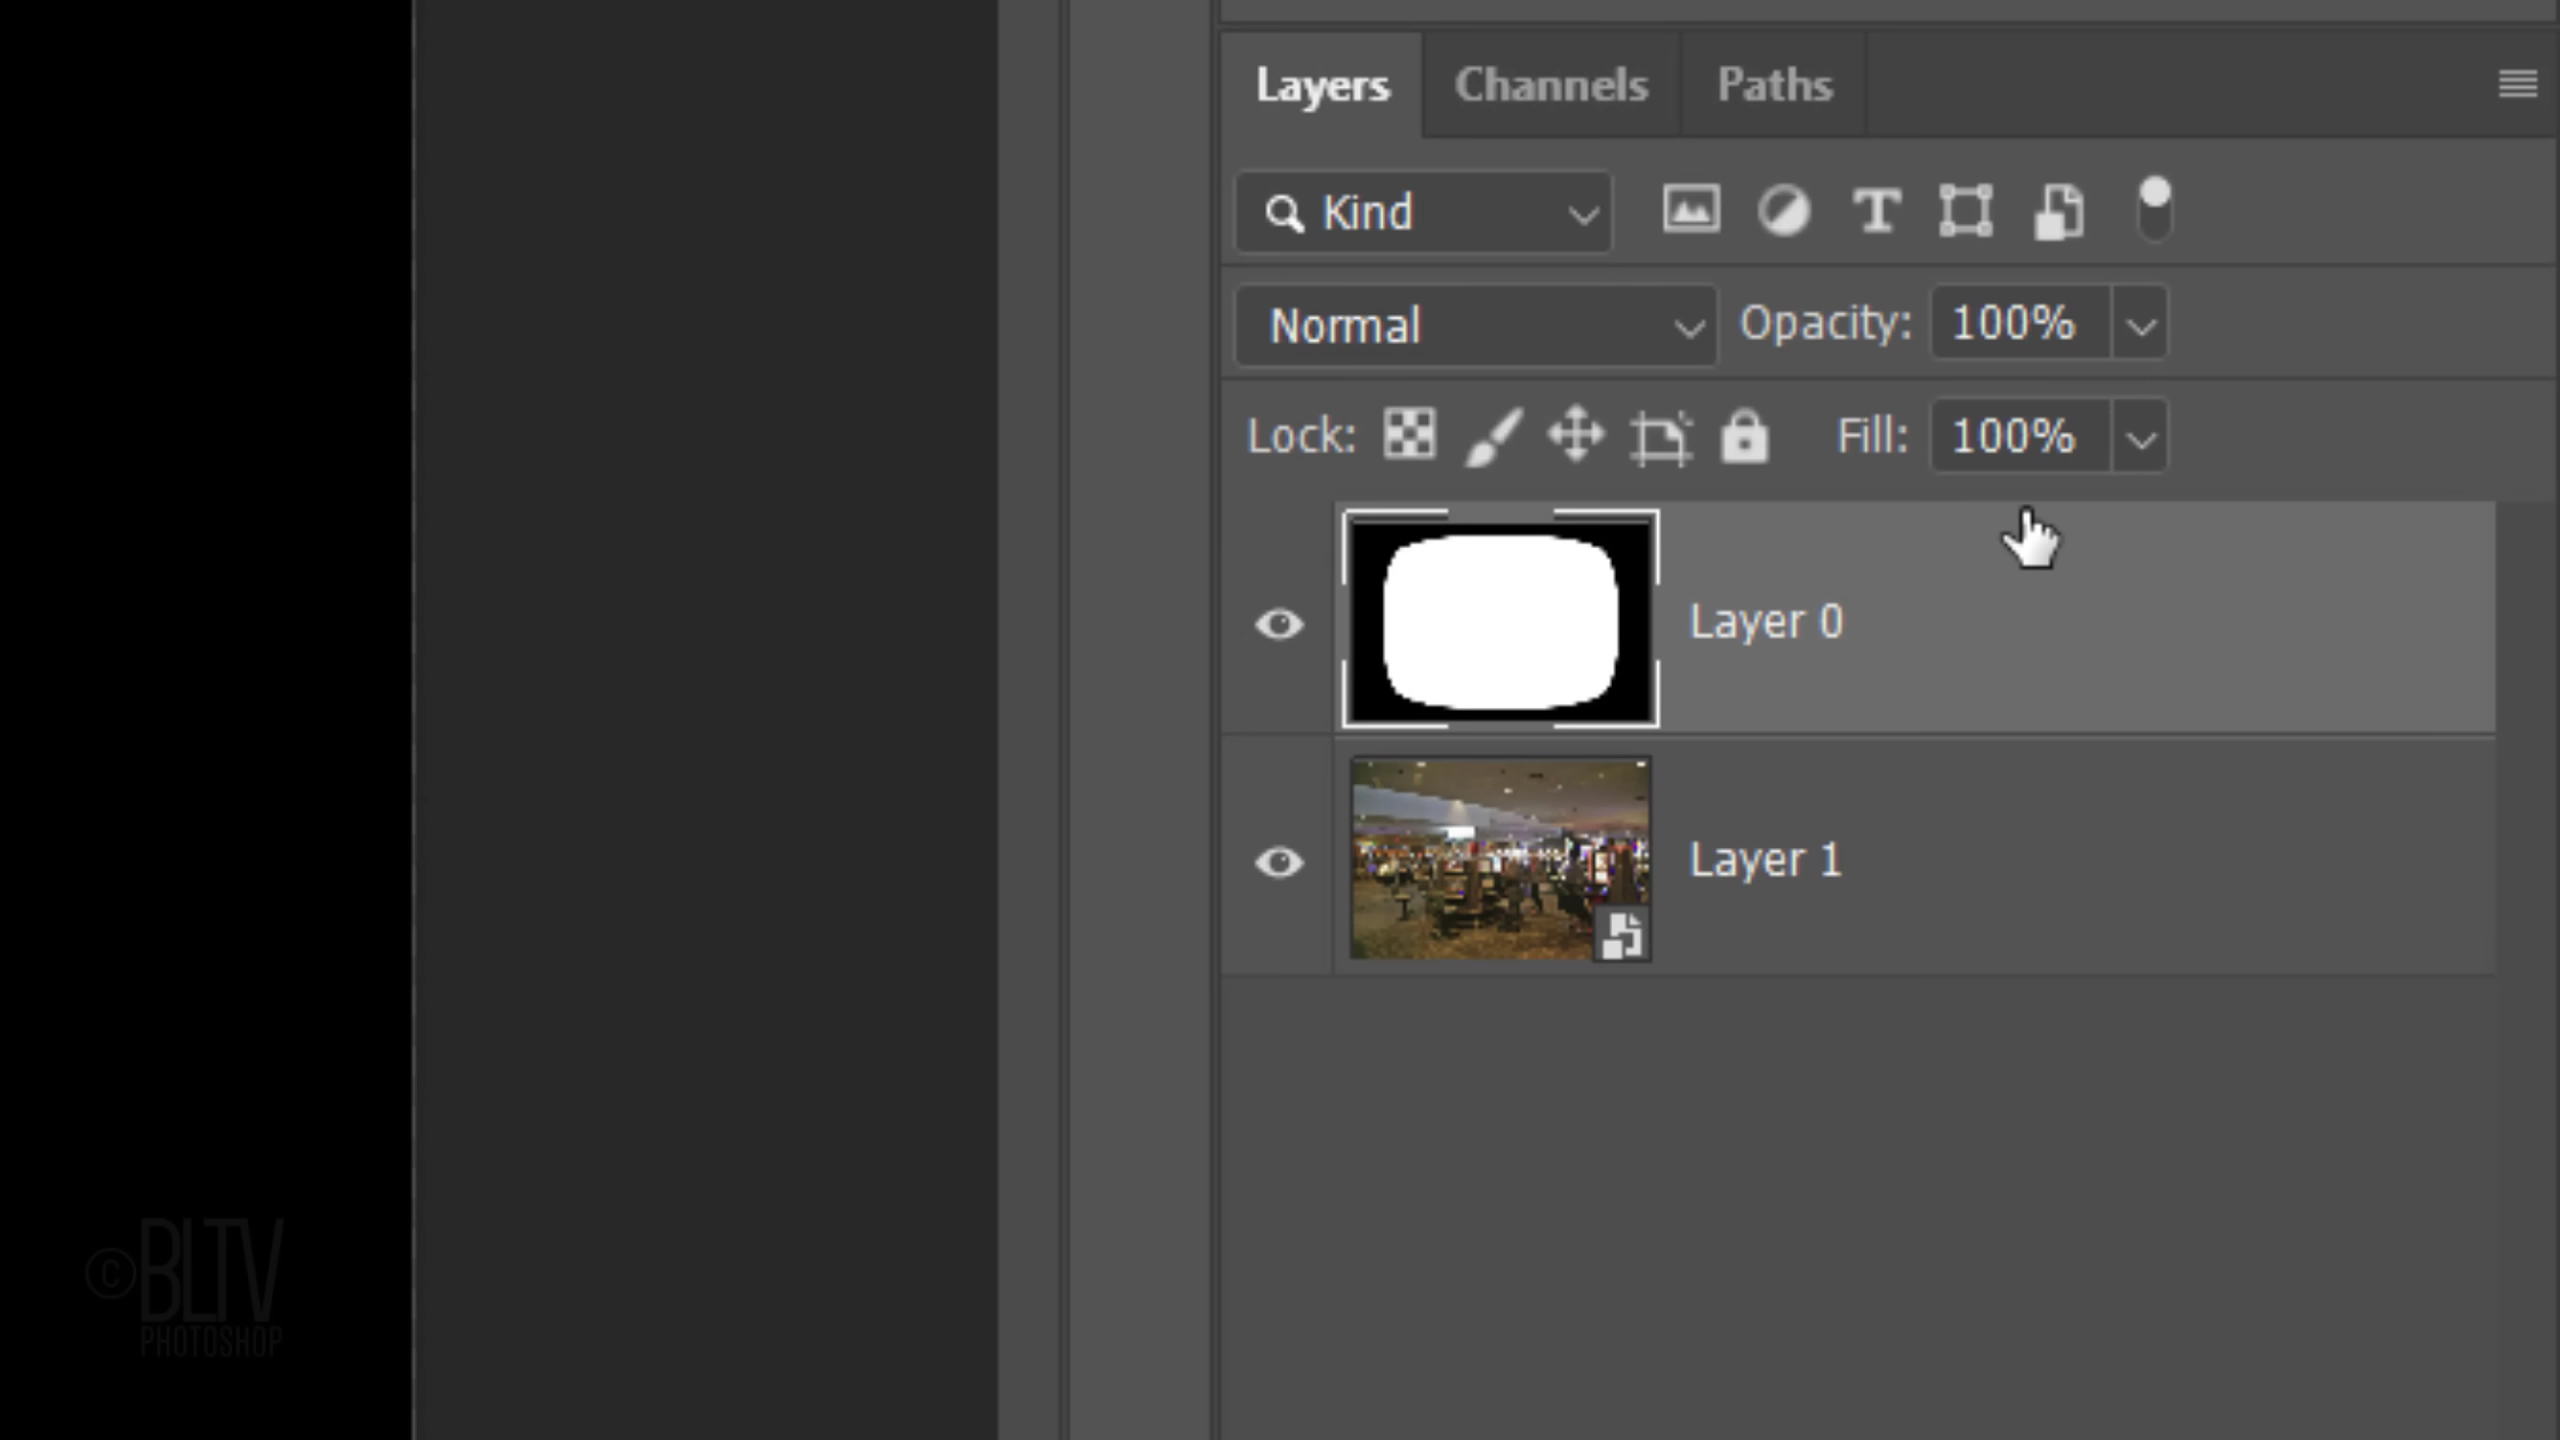 Layers Channels Paths
Kind
Normal Opacity: 100%
Lock: Fill: 100%
Layer 0
Layer 1
©BLTV
PHOTOSHOP